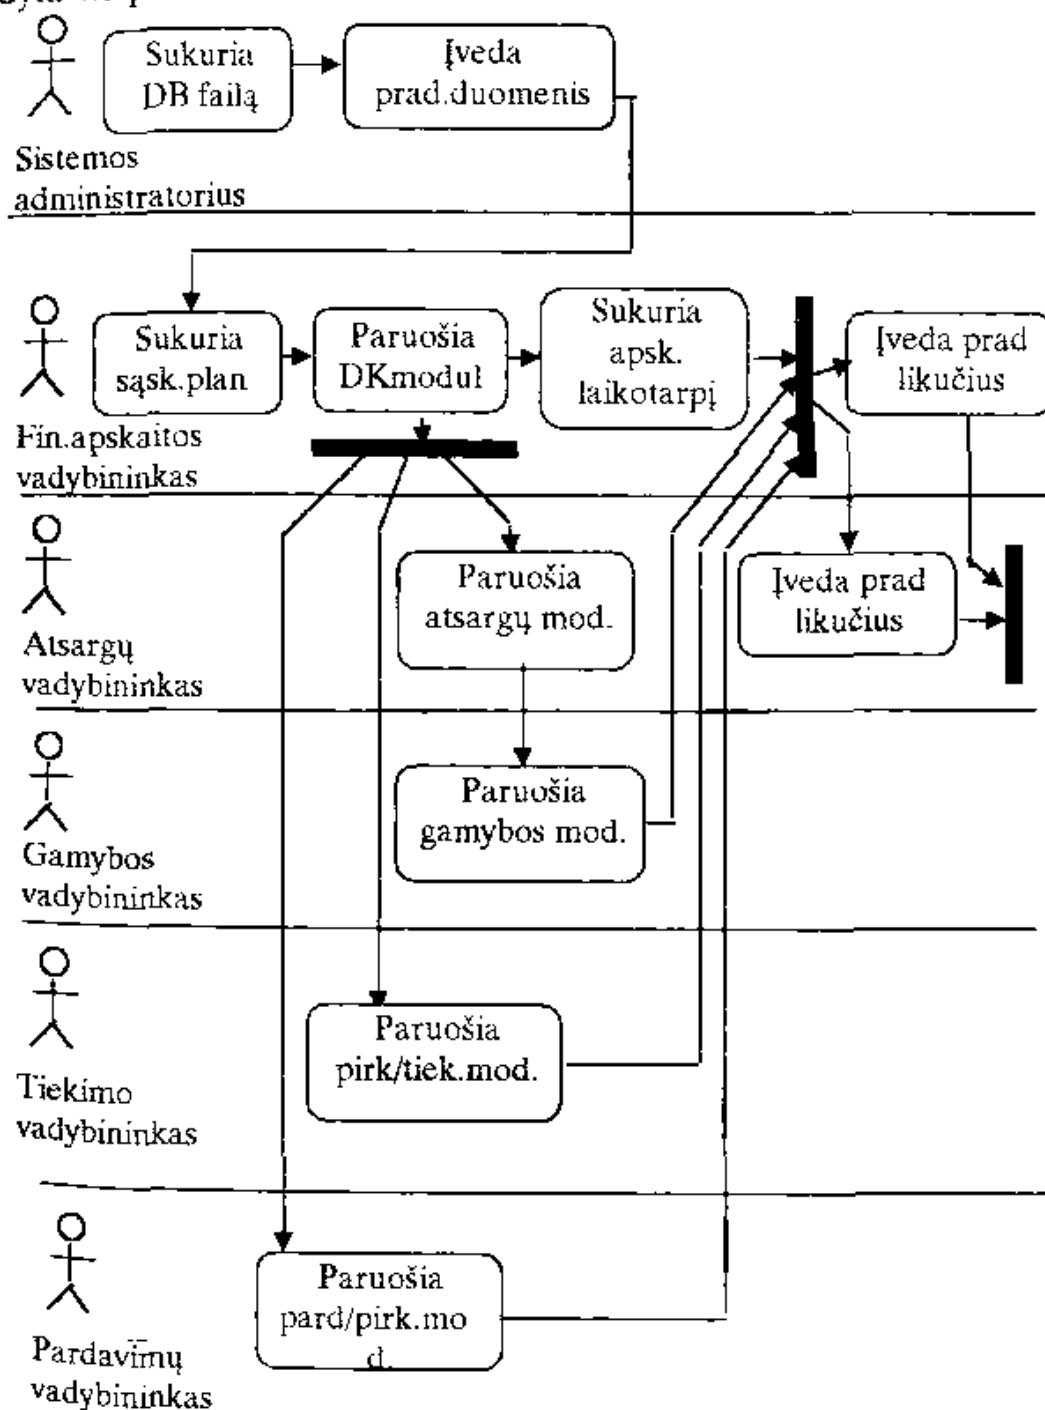 Sukuria
DB failą
Įveda
prad.duomenis
Sistemos
administratorius
Sukuria
sąsk.plan
Paruošia
DKmodul
Sukuria
apsk.
laikotarpį
Įveda prad
likučius
Fin.apskaitos
vadybininkas
Paruošia
atsargų mod.
Įveda prad
likučius
Atsargų
vadybininkas
Paruošia
gamybos mod.
Gamybos
vadybininkas
Paruošia
pirk/tiek.mod.
Tiekimo
vadybininkas
Paruošia
pard/pirk.mo
d.
Pardavimų
vadybininkas